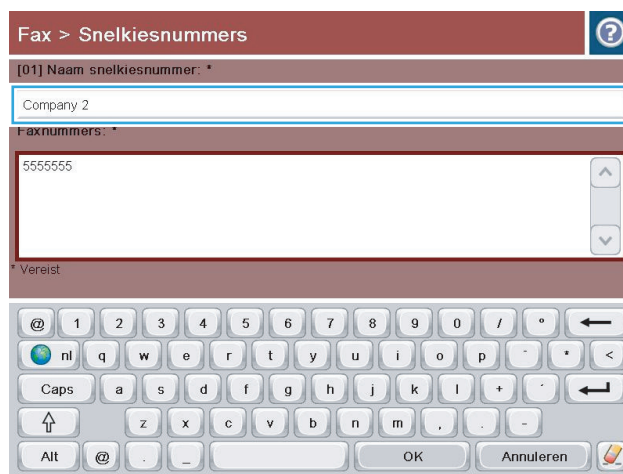 Fax > Snelkiesnummers
?
[01] Naam snelkiesnummer: *
Company 2
Faxnummers: *
5555555
* Vereist
@ 1 2 3 4 5 6 7 8 9 0 / º
nl q w e r t y u i o p ¨ * <
Caps a s d f g h j k l + ´
z x c v b n m , . -
Alt @ . _ OK Annuleren